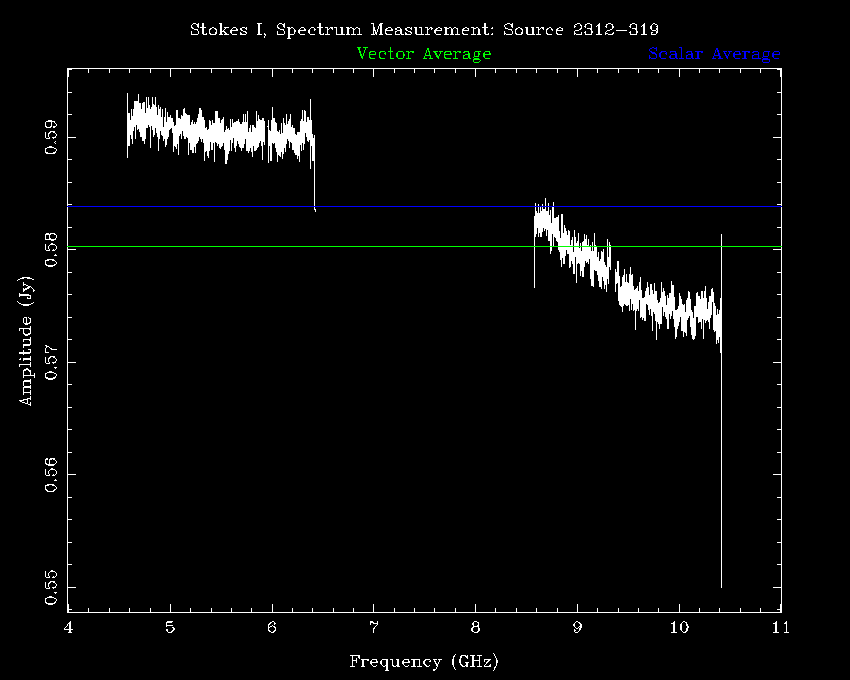 Stokes I, Spectrum Measurement: Source 2312−319
Vector Average Scalar Average
0.59
0.58
0.57
0.56
0.55
Amplitude (Jy)
4 5 6 7 8 9 10 11
Frequency (GHz)